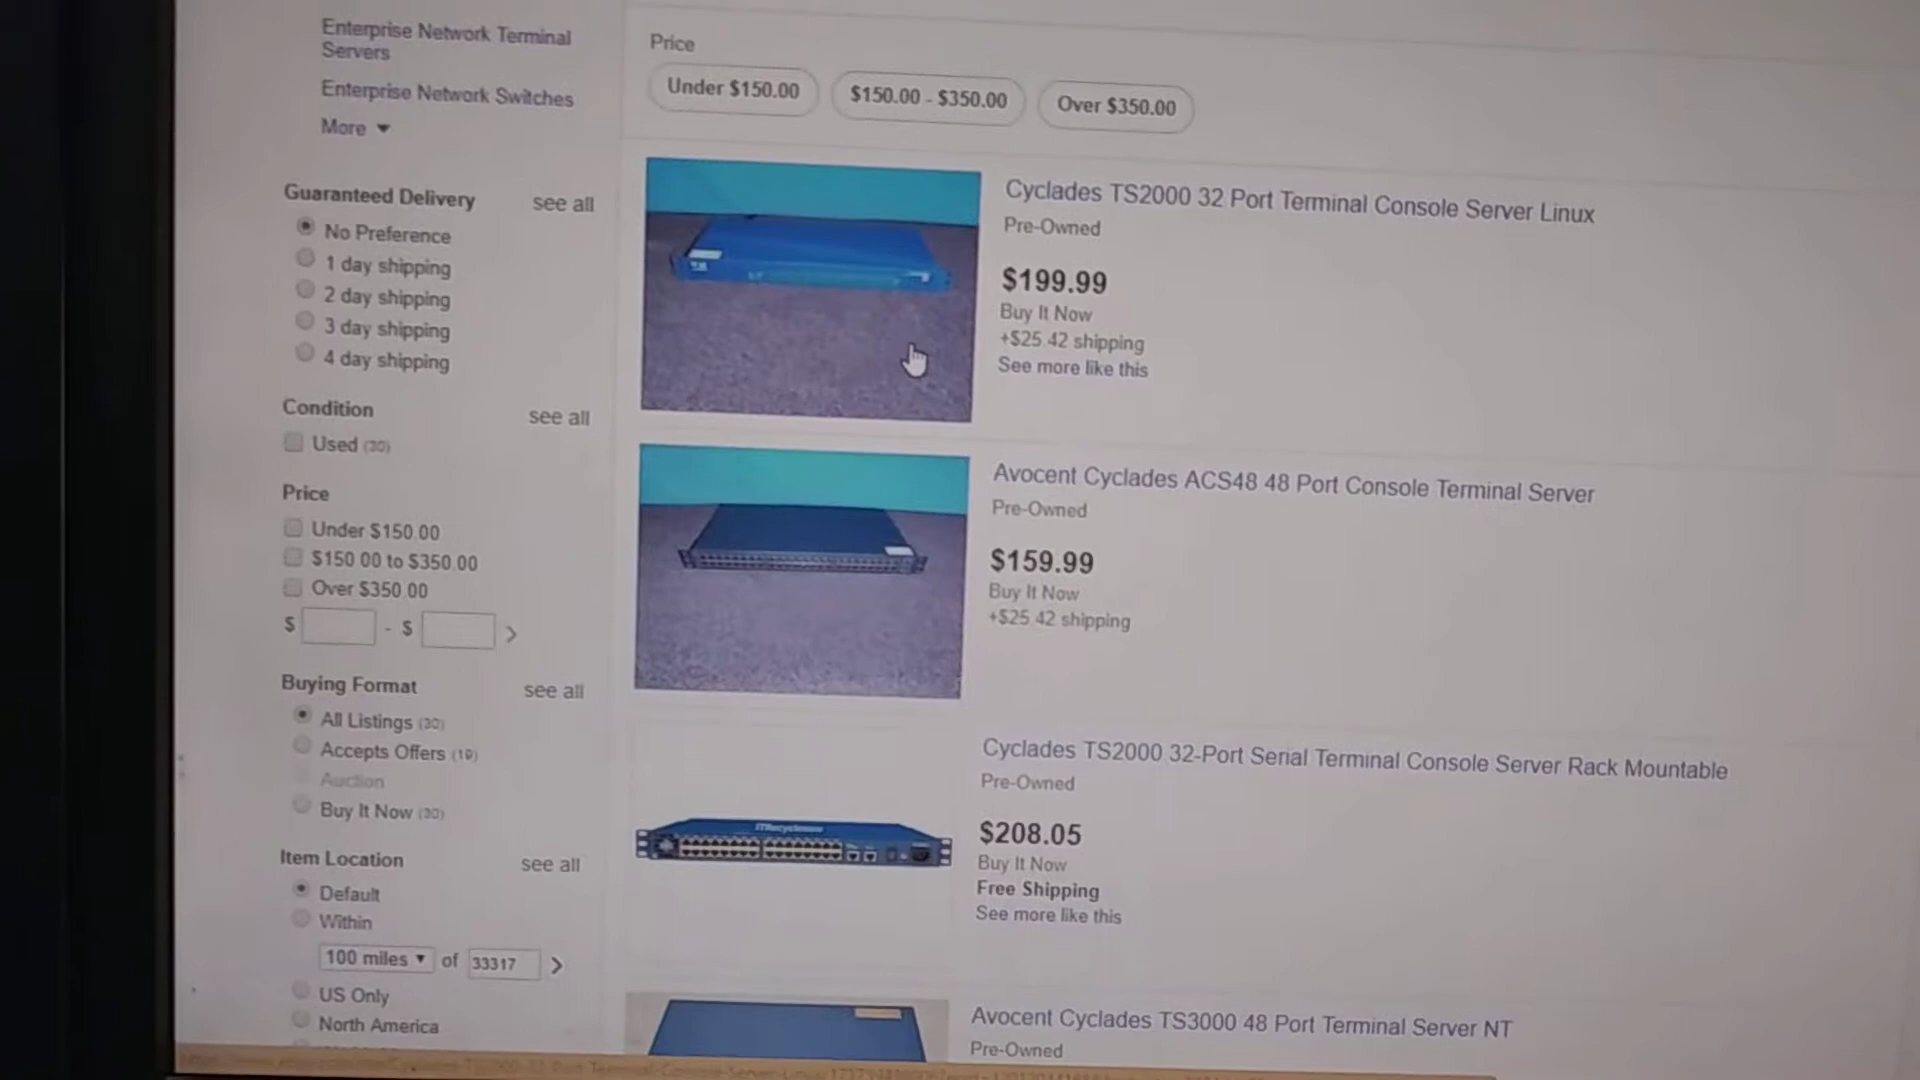 Enterprise Network Terminal
Servers
Enterprise Network Switches
More
Guaranteed Delivery see all
No Preference
1 day shipping
2 day shipping
3 day shipping
4 day shipping
Condition see all
Used (30)
Price
Under $150.00
$150.00 to $350.00
Over $350.00
$ - $
Buying Format see all
All Listings (30)
Accepts Offers (19)
Auction
Buy It Now (30)
Item Location see all
Default
Within
100 miles of 33317
US Only
North America
Price
Under $150.00 $150.00 - $350.00 Over $350.00
Cyclades TS2000 32 Port Terminal Console Server Linux
Pre-Owned
$199.99
Buy It Now
+$25.42 shipping
See more like this
Avocent Cyclades ACS48 48 Port Console Terminal Server
Pre-Owned
$159.99
Buy It Now
+$25.42 shipping
Cyclades TS2000 32-Port Serial Terminal Console Server Rack Mountable
Pre-Owned
$208.05
Buy It Now
Free Shipping
See more like this
Avocent Cyclades TS3000 48 Port Terminal Server NT
Pre-Owned